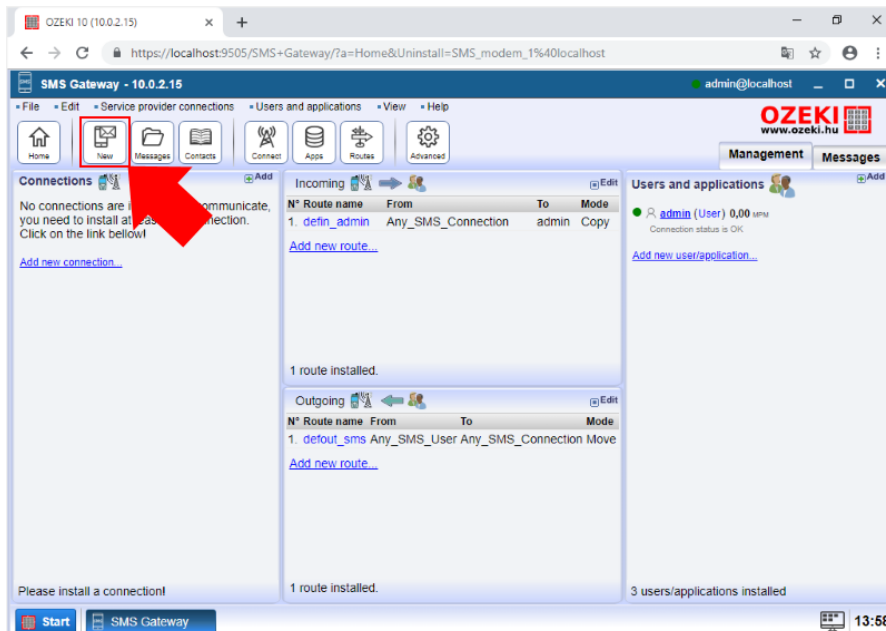 OZEKI 10 (10.0.2.15)
https://localhost:9505/SMS+Gateway/?a=Home&Uninstall=SMS_modem_1%40localhost
SMS Gateway - 10.0.2.15
admin@localhost
File Edit Service provider connections Users and applications View Help
OZEKI
www.ozeki.hu
Home New Messages Contacts Connect Apps Routes Advanced
Management Messages
Connections Add
No connections are ommunicate,
you need to install at nection.
Click on the link bellow!
Add new connection...
Please install a connection!
Incoming Edit
N° Route name From To Mode
1. defin_admin Any_SMS_Connection admin Copy
Add new route...
1 route installed.
Outgoing Edit
N° Route name From To Mode
1. defout_sms Any_SMS_User Any_SMS_Connection Move
Add new route...
1 route installed.
Users and applications Add
admin (User) 0,00 MPM
Connection status is OK
Add new user/application...
3 users/applications installed
Start SMS Gateway 13:58